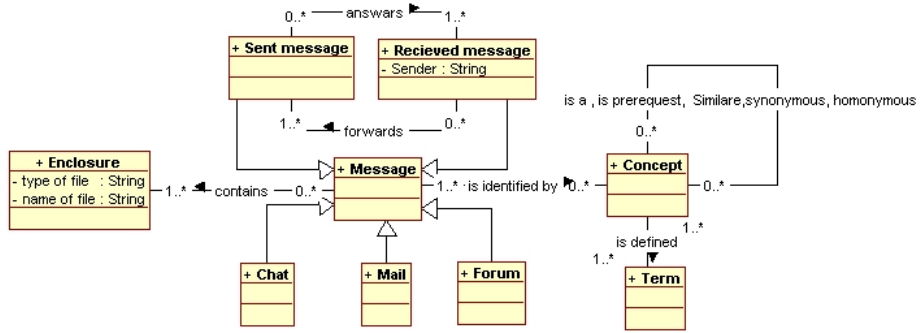 0..* answars 1..*
+ Sent message
+ Recieved message
- Sender : String
1..* forwards 0..*
is a , is prerequest, Similare,synonymous, homonymous
0..*
+ Enclosure
- type of file : String
- name of file : String
1..* contains 0..*
+ Message
1..* is identified by 0..*
+ Concept
0..*
1..*
is defined
1..*
+ Chat
+ Mail
+ Forum
+ Term